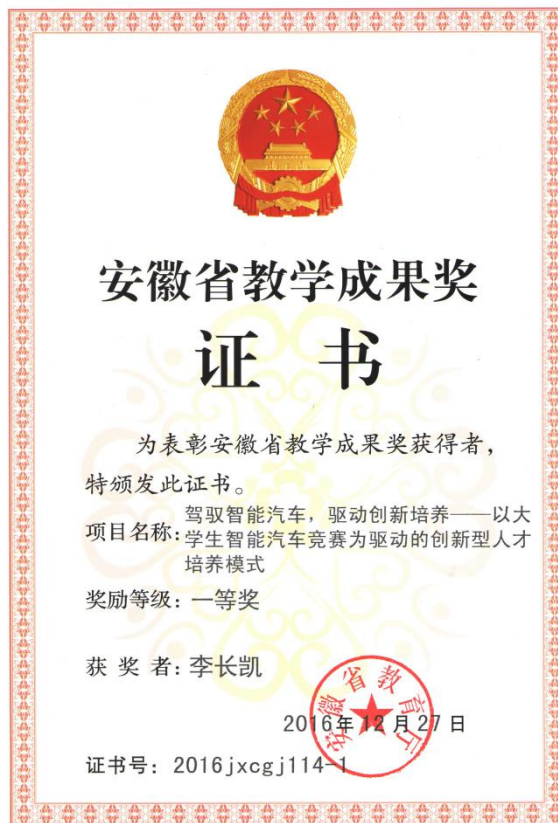 安徽省教学成果奖
证 书
为表彰安徽省教学成果奖获得者，
特颁发此证书。
项目名称：驾驭智能汽车，驱动创新培养——以大
学生智能汽车竞赛为驱动的创新型人才
培养模式
奖励等级：一等奖
获 奖 者：李长凯
安徽省教育厅
2016年12月27日
证书号：2016jxcgj114-1